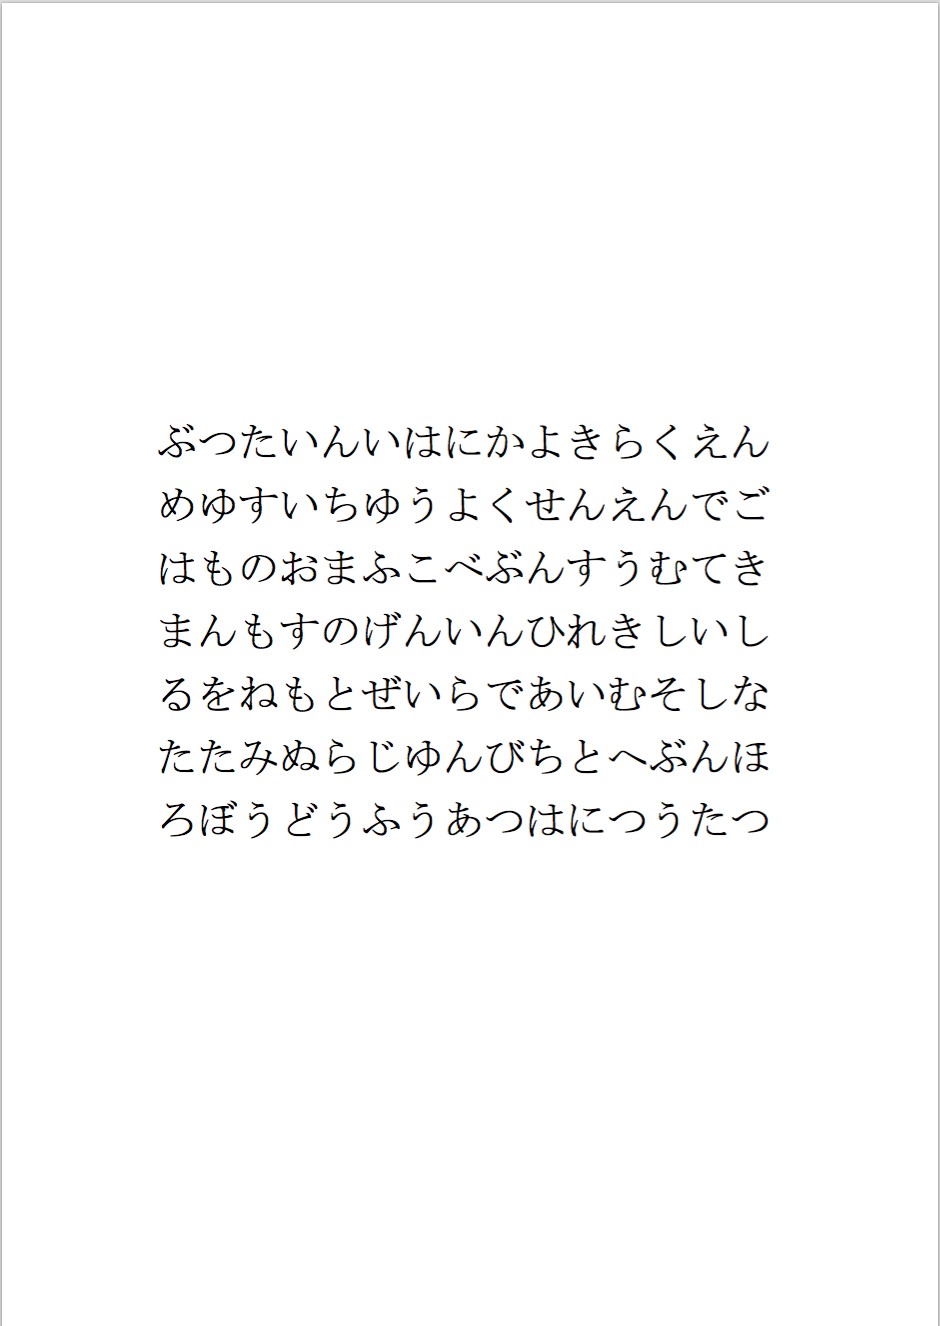 ぶつたいんいはにかよきらくえん
めゆすいちゆうよくせんえんでご
はものおまふこべぶんすうむてき
まんもすのげんいんひれきしいし
るをねもとぜいらであいむそしな
たたみぬらじゆんびちとへぶんほ
ろぼうどうふうあつはにつうたつ